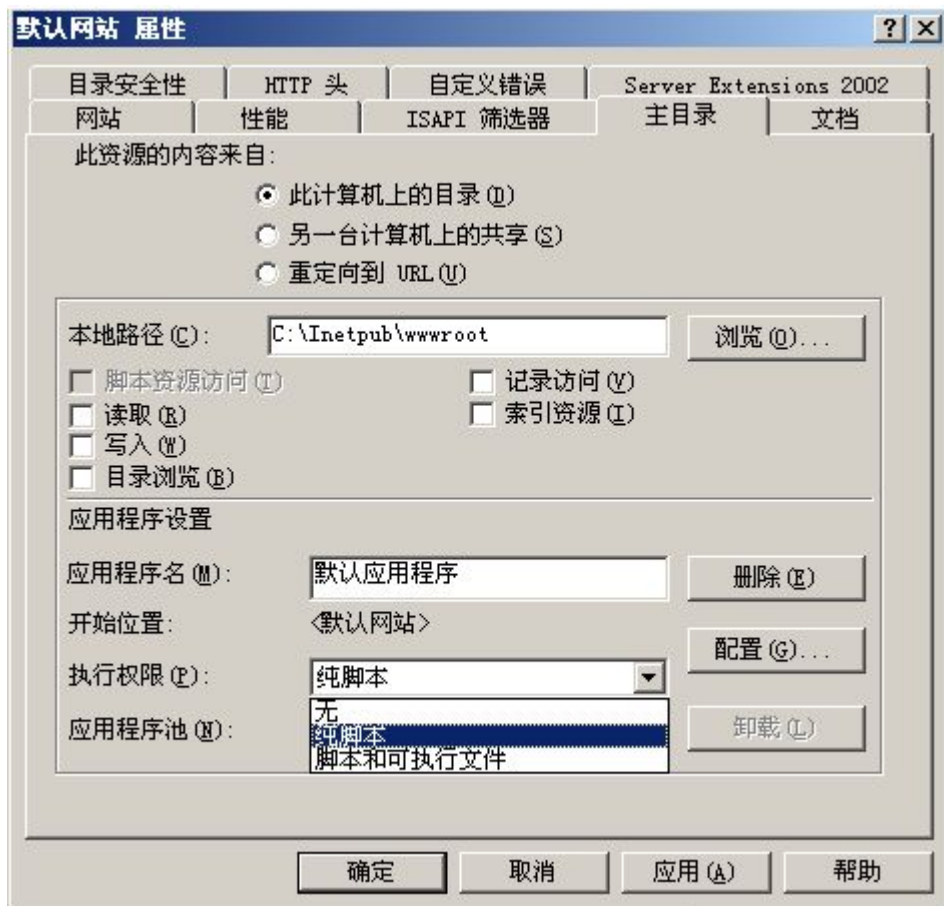 默认网站 属性
目录安全性 HTTP 头 自定义错误 Server Extensions 2002
网站 性能 ISAPI 筛选器 主目录 文档
此资源的内容来自:
此计算机上的目录(D)
另一台计算机上的共享(S)
重定向到 URL(U)
本地路径(C): C:\Inetpub\wwwroot 浏览(O)...
脚本资源访问(T) 记录访问(V)
读取(R) 索引资源(I)
写入(W)
目录浏览(B)
应用程序设置
应用程序名(M): 默认应用程序 删除(E)
开始位置: <默认网站>
配置(G)...
执行权限(P): 纯脚本
无
应用程序池(N): 纯脚本 卸载(L)
脚本和可执行文件
确定 取消 应用(A) 帮助